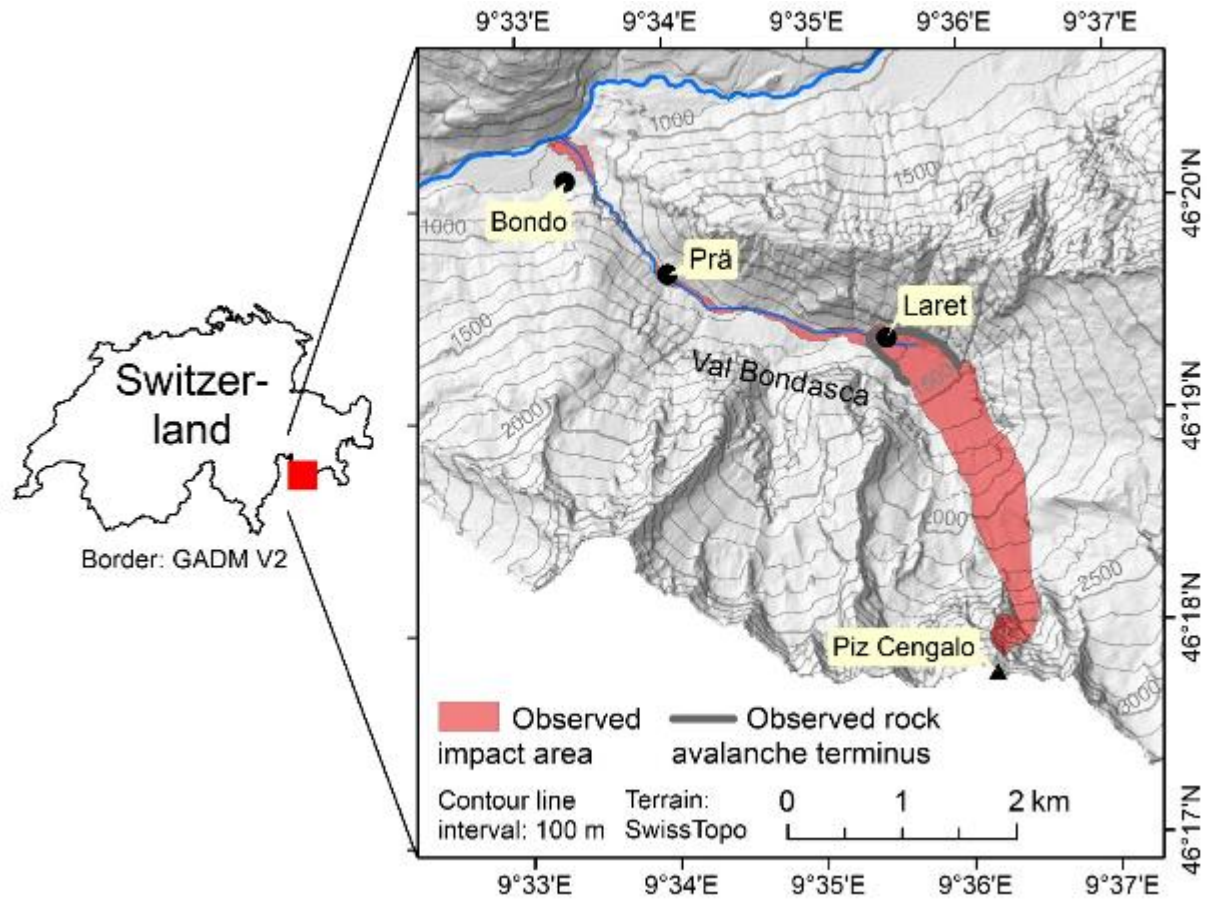 9°33'E 9°34'E 9°35'E 9°36'E 9°37'E
1000
1500
46°20'N
Bondo
1000
Prä
Laret
1500
Val Bondasca
46°19'N
2000
Switzer-
land
2000
Border: GADM V2
2500
46°18'N
Piz Cengalo
3000
Observed
impact area
Observed rock
avalanche terminus
Contour line
interval: 100 m
Terrain:
SwissTopo
0 1 2 km
46°17'N
9°33'E 9°34'E 9°35'E 9°36'E 9°37'E